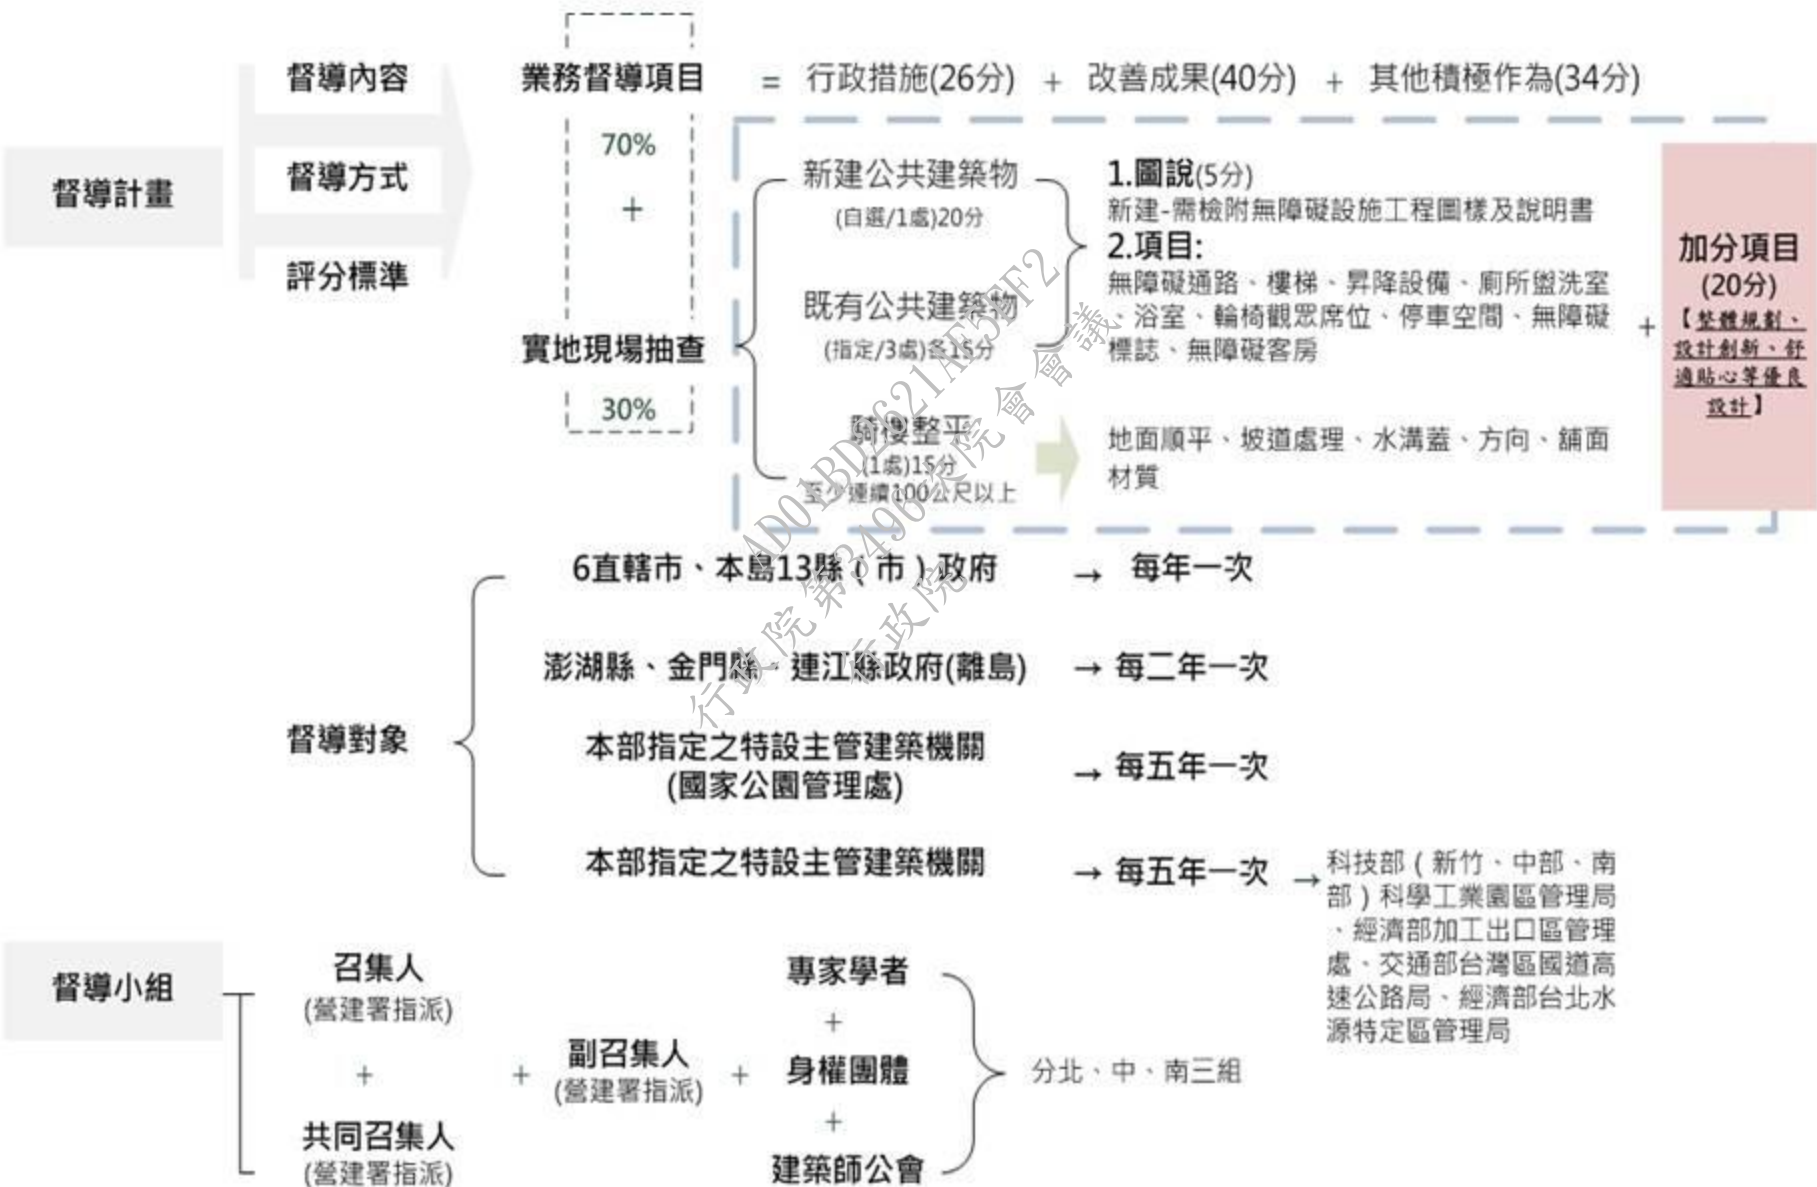 督導計畫
督導內容
督導方式
評分標準
業務督導項目
70%
+
實地現場抽查
30%
= 行政措施(26分) + 改善成果(40分) + 其他積極作為(34分)
新建公共建築物
(自選/1處)20分
既有公共建築物
(指定/3處)各15分
騎樓整平
(1處)15分
至少連續100公尺以上
1.圖說(5分)
新建-需檢附無障礙設施工程圖樣及說明書
2.項目:
無障礙通路、樓梯、昇降設備、廁所盥洗室
、浴室、輪椅觀眾席位、停車空間、無障礙
標誌、無障礙客房
地面順平、坡道處理、水溝蓋、方向、舖面
材質
+
加分項目
(20分)
【整體規劃、
設計創新、舒
適貼心等優良
設計】
督導對象
6直轄市、本島13縣(市)政府 → 每年一次
澎湖縣、金門縣、連江縣政府(離島) → 每二年一次
本部指定之特設主管建築機關
(國家公園管理處)
→ 每五年一次
本部指定之特設主管建築機關 → 每五年一次 →
科技部(新竹、中部、南
部)科學工業園區管理局
、經濟部加工出口區管理
處、交通部台灣區國道高
速公路局、經濟部台北水
源特定區管理局
督導小組
召集人
(營建署指派)
+
共同召集人
(營建署指派)
+
副召集人
(營建署指派)
+
專家學者
+
身權團體
+
建築師公會
分北、中、南三組
行政院第3496次院會會議
行政院